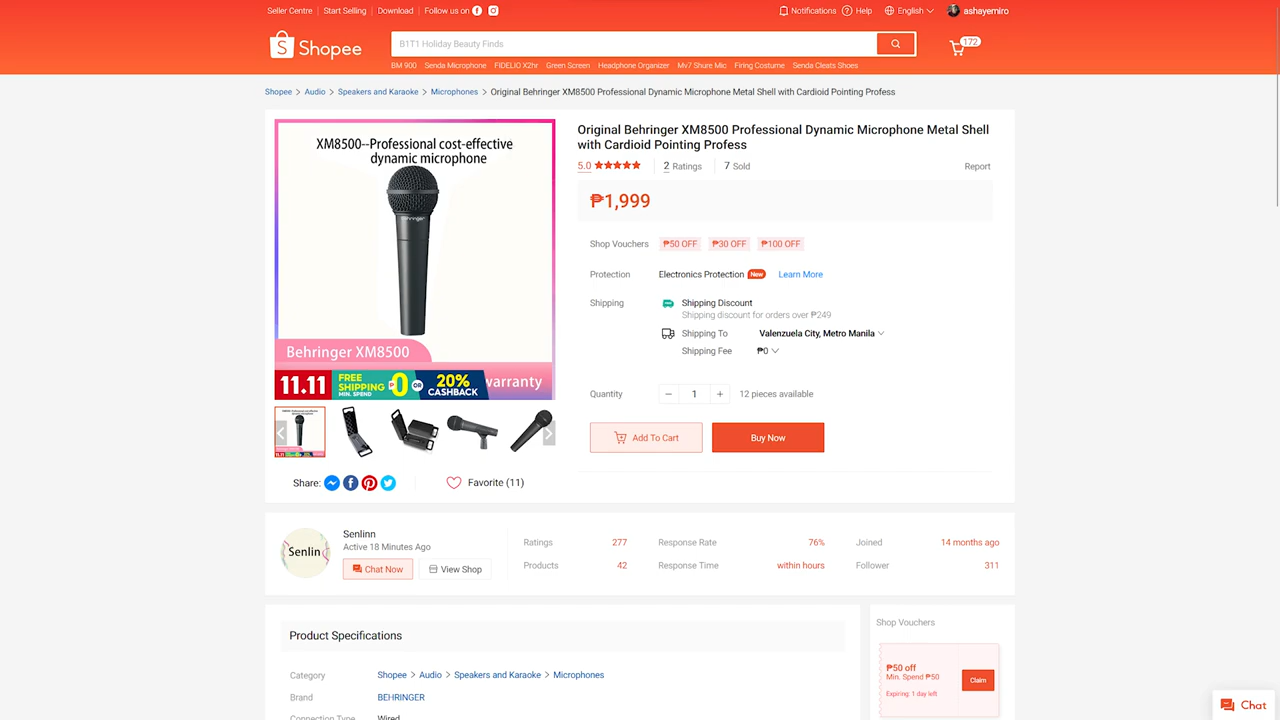 Seller Centre Start Selling Download Follow us on Notifications Help English ashayemiro
Shopee B1T1 Holiday Beauty Finds 172
BM 900 Senda Microphone FIDELIO X2hr Green Screen Headphone Organizer Mv7 Shure Mic Firing Costume Senda Cleats Shoes
Shopee > Audio > Speakers and Karaoke > Microphones > Original Behringer XM8500 Professional Dynamic Microphone Metal Shell with Cardioid Pointing Profess
XM8500--Professional cost-effective
dynamic microphone
behringer
Behringer XM8500
11.11 FREE SHIPPING MIN. SPEND ₱0 OR 20% CASHBACK warranty
Share:
Favorite (11)
Original Behringer XM8500 Professional Dynamic Microphone Metal Shell
with Cardioid Pointing Profess
5.0 2 Ratings 7 Sold Report
₱1,999
Shop Vouchers ₱50 OFF ₱30 OFF ₱100 OFF
Protection Electronics Protection New Learn More
Shipping Shipping Discount
Shipping discount for orders over ₱249
Shipping To Valenzuela City, Metro Manila
Shipping Fee ₱0
Quantity − 1 + 12 pieces available
Add To Cart Buy Now
Senlin
Senlinn
Active 18 Minutes Ago
Chat Now View Shop
Ratings 277 Response Rate 76% Joined 14 months ago
Products 42 Response Time within hours Follower 311
Product Specifications
Category Shopee > Audio > Speakers and Karaoke > Microphones
Brand BEHRINGER
Connection Type Wired
Shop Vouchers
₱50 off
Min. Spend ₱50
Expiring: 1 day left
Claim
Chat